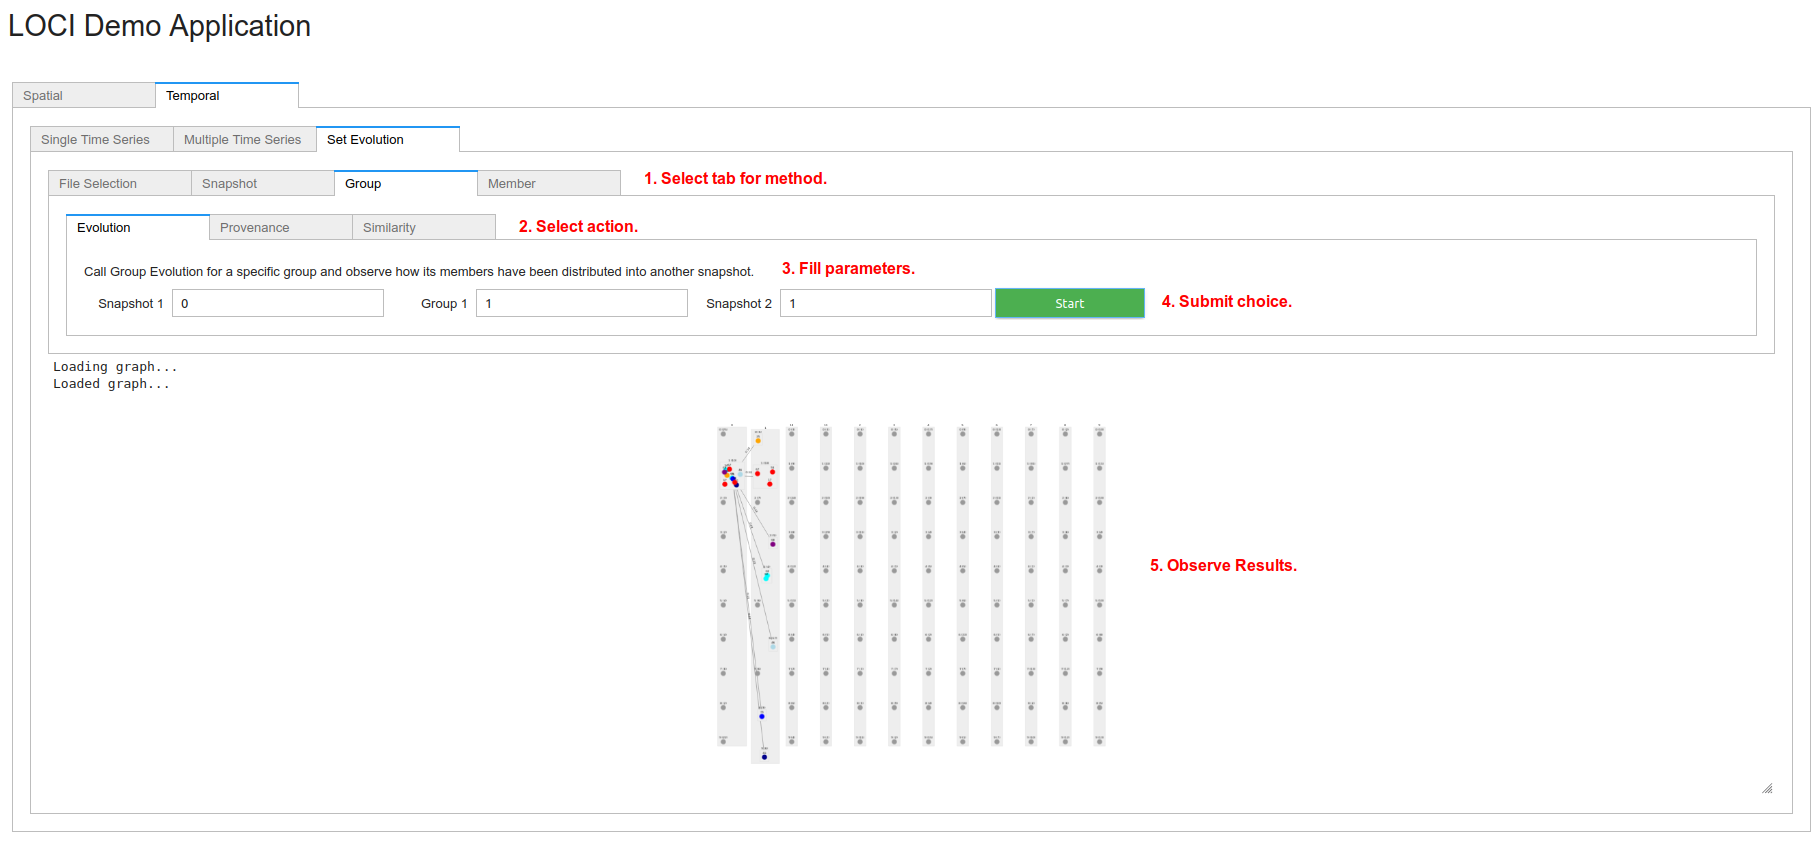 LOCI Demo Application
Spatial Temporal
Single Time Series Multiple Time Series Set Evolution
File Selection Snapshot Group Member 1. Select tab for method.
Evolution Provenance Similarity 2. Select action.
Call Group Evolution for a specific group and observe how its members have been distributed into another snapshot. 3. Fill parameters.
Snapshot 1 0 Group 1 1 Snapshot 2 1 Start 4. Submit choice.
Loading graph...
Loaded graph...
5. Observe Results.